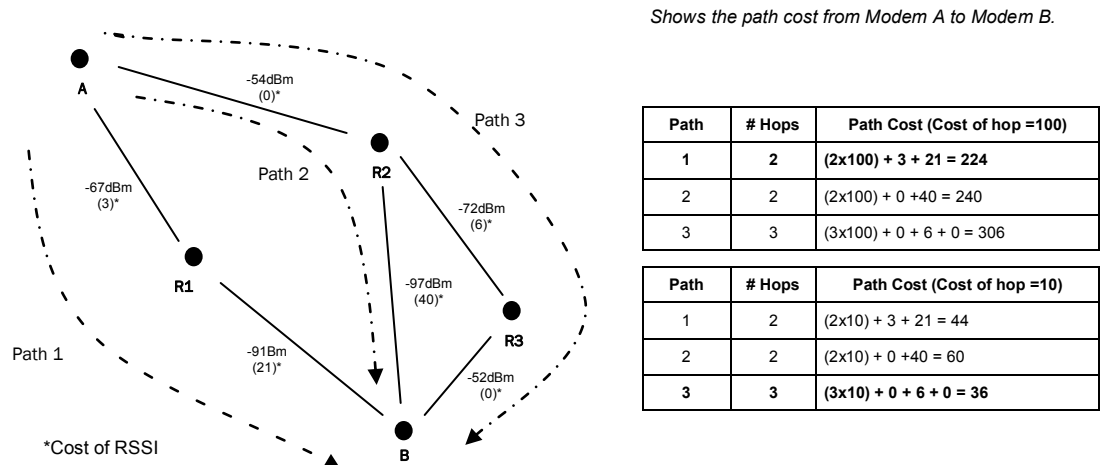 Shows the path cost from Modem A to Modem B.
A
-54dBm
(0)*
Path 3
Path 2
R2
-67dBm
(3)*
-72dBm
(6)*
R1
-97dBm
(40)*
R3
Path 1
-91Bm
(21)*
-52dBm
(0)*
B
*Cost of RSSI
Path # Hops Path Cost (Cost of hop =100)
1 2 (2x100) + 3 + 21 = 224
2 2 (2x100) + 0 +40 = 240
3 3 (3x100) + 0 + 6 + 0 = 306
Path # Hops Path Cost (Cost of hop =10)
1 2 (2x10) + 3 + 21 = 44
2 2 (2x10) + 0 +40 = 60
3 3 (3x10) + 0 + 6 + 0 = 36